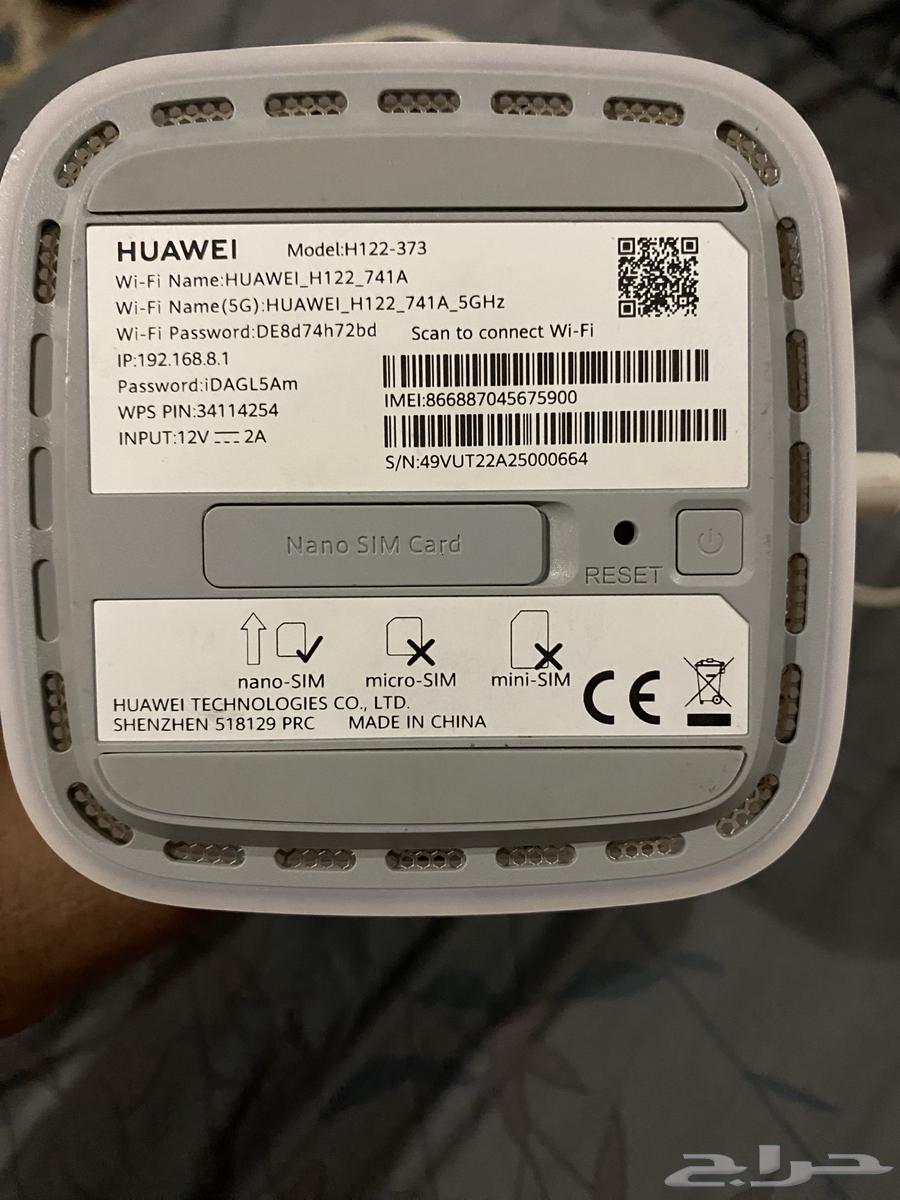 HUAWEI Model:H122-373
Wi-Fi Name:HUAWEI_H122_741A
Wi-Fi Name(5G):HUAWEI_H122_741A_5GHz
Wi-Fi Password:DE8d74h72bd Scan to connect Wi-Fi
IP:192.168.8.1
Password:iDAGL5Am
IMEI:866887045675900
WPS PIN:34114254
INPUT:12V ⎓ 2A
S/N:49VUT22A25000664
Nano SIM Card
RESET
nano-SIM micro-SIM mini-SIM
HUAWEI TECHNOLOGIES CO., LTD.
SHENZHEN 518129 PRC MADE IN CHINA
CE
حراج